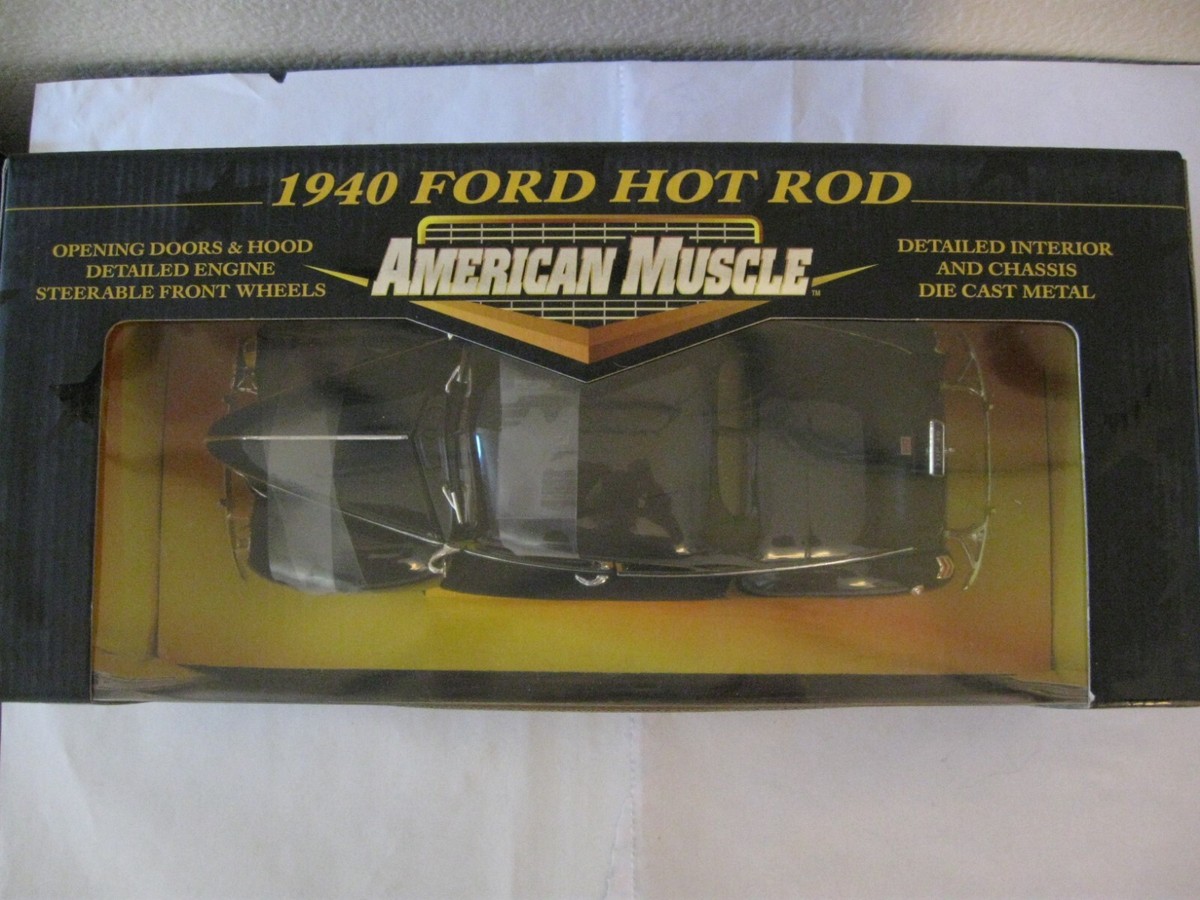 1940 FORD HOT ROD
AMERICAN MUSCLE™
OPENING DOORS & HOOD
DETAILED ENGINE
STEERABLE FRONT WHEELS
DETAILED INTERIOR
AND CHASSIS
DIE CAST METAL